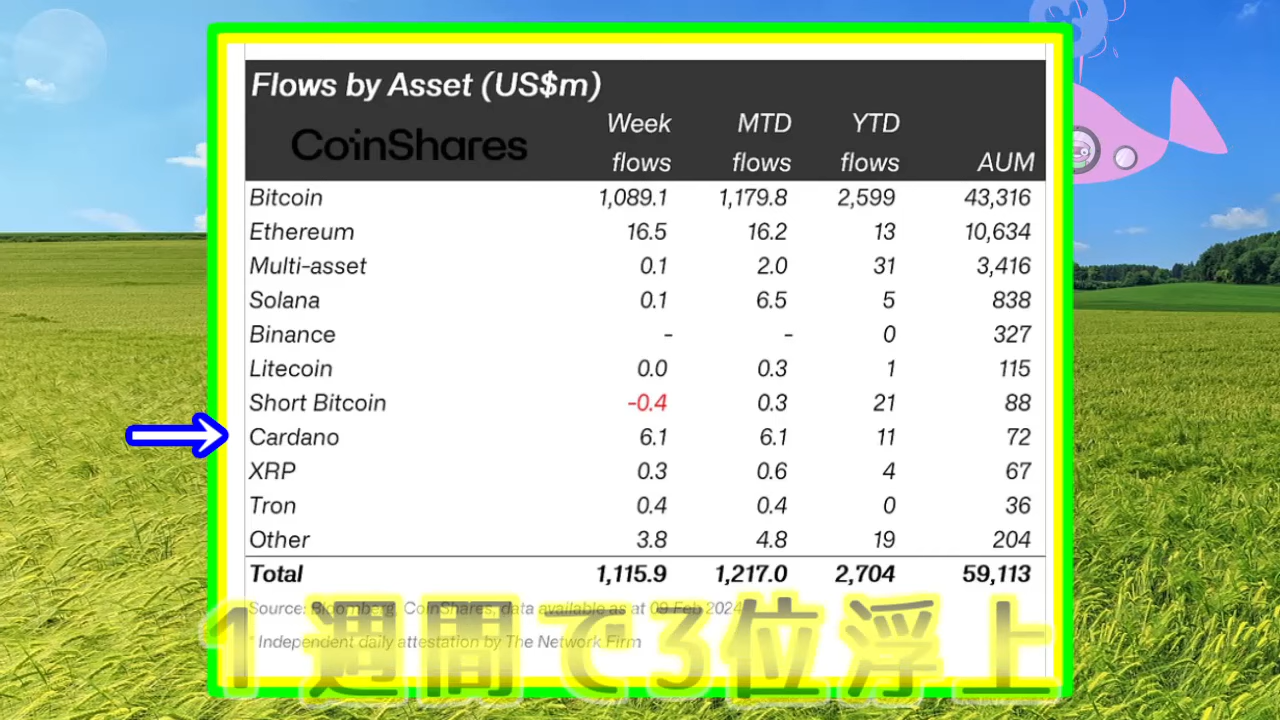 Flows by Asset (US$m)
CoinShares
Week flows MTD flows YTD flows AUM
Bitcoin 1,089.1 1,179.8 2,599 43,316
Ethereum 16.5 16.2 13 10,634
Multi-asset 0.1 2.0 31 3,416
Solana 0.1 6.5 5 838
Binance - - 0 327
Litecoin 0.0 0.3 1 115
Short Bitcoin -0.4 0.3 21 88
Cardano 6.1 6.1 11 72
XRP 0.3 0.6 4 67
Tron 0.4 0.4 0 36
Other 3.8 4.8 19 204
Total 1,115.9 1,217.0 2,704 59,113
Source: Bloomberg, CoinShares, data available as at 09 Feb 2024
* Independent daily attestation by The Network Firm
1週間で3位浮上